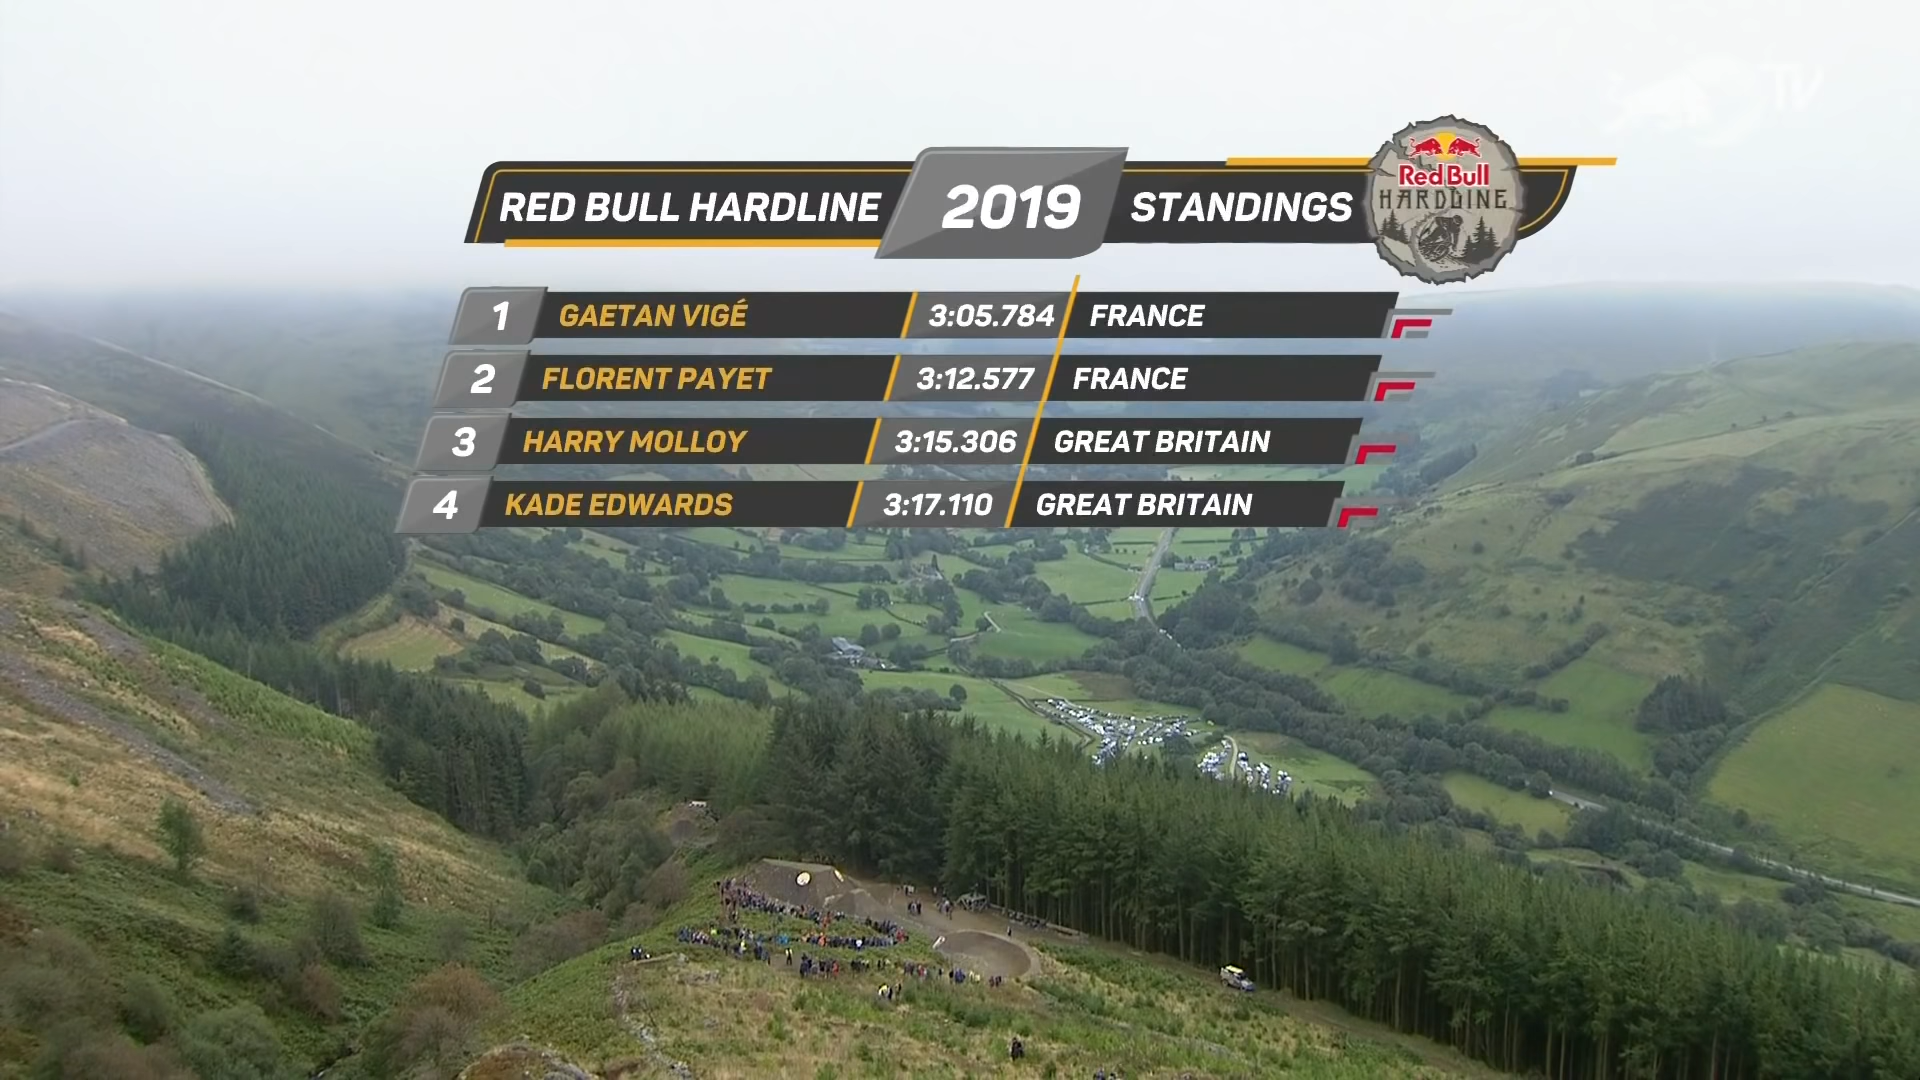 TV
RED BULL HARDLINE 2019 STANDINGS
Red Bull
HARDLINE
1 GAETAN VIGÉ 3:05.784 FRANCE
2 FLORENT PAYET 3:12.577 FRANCE
3 HARRY MOLLOY 3:15.306 GREAT BRITAIN
4 KADE EDWARDS 3:17.110 GREAT BRITAIN